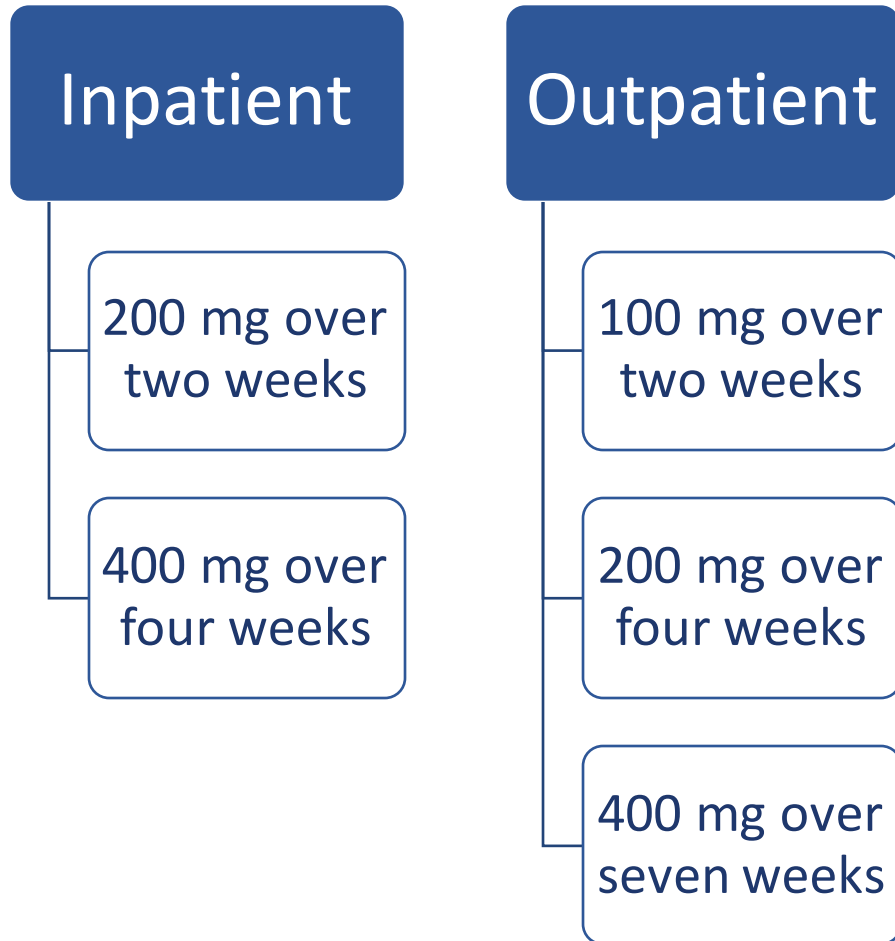 Inpatient
200 mg over
two weeks
400 mg over
four weeks
Outpatient
100 mg over
two weeks
200 mg over
four weeks
400 mg over
seven weeks